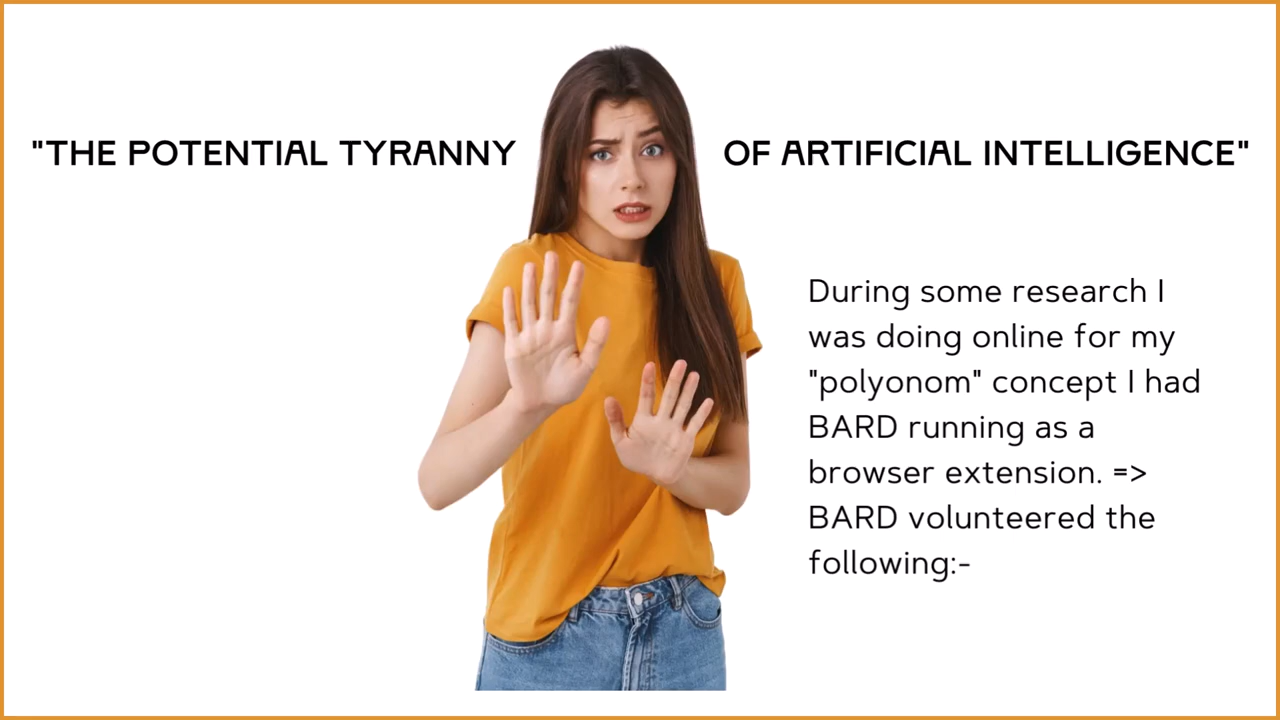 "THE POTENTIAL TYRANNY OF ARTIFICIAL INTELLIGENCE"
During some research I
was doing online for my
"polyonom" concept I had
BARD running as a
browser extension. =>
BARD volunteered the
following:-